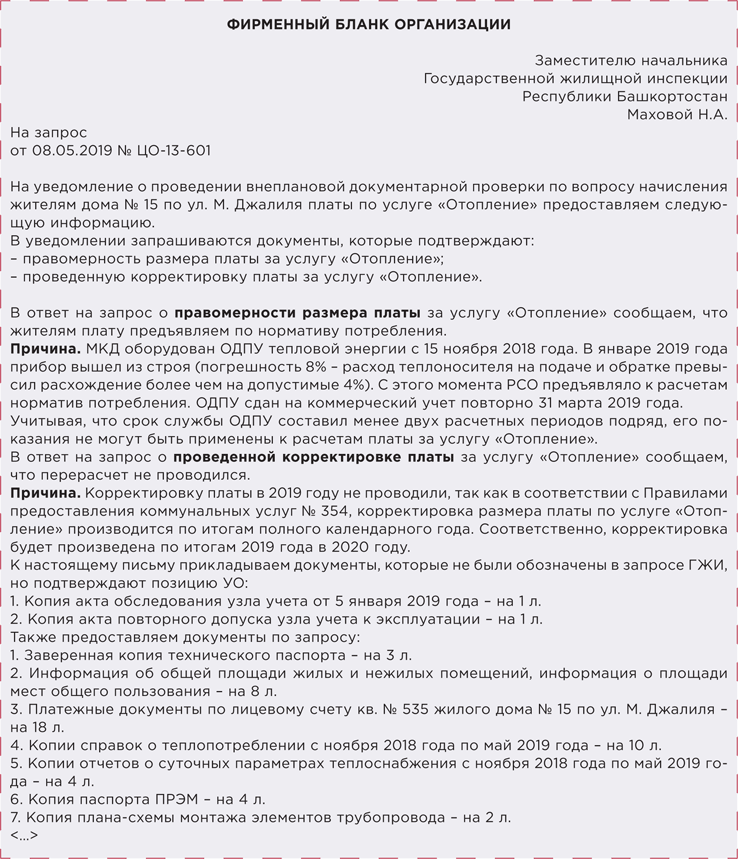 ФИРМЕННЫЙ БЛАНК ОРГАНИЗАЦИИ
Заместителю начальника
Государственной жилищной инспекции
Республики Башкортостан
Маховой Н.А.
На запрос
от 08.05.2019 № ЦО-13-601
На уведомление о проведении внеплановой документарной проверки по вопросу начисления
жителям дома № 15 по ул. М. Джалиля платы по услуге «Отопление» предоставляем следую-
щую информацию.
В уведомлении запрашиваются документы, которые подтверждают:
– правомерность размера платы за услугу «Отопление»;
– проведенную корректировку платы за услугу «Отопление».
В ответ на запрос о правомерности размера платы за услугу «Отопление» сообщаем, что
жителям плату предъявляем по нормативу потребления.
Причина. МКД оборудован ОДПУ тепловой энергии с 15 ноября 2018 года. В январе 2019 года
прибор вышел из строя (погрешность 8% – расход теплоносителя на подаче и обратке превы-
сил расхождение более чем на допустимые 4%). С этого момента РСО предъявляло к расчетам
норматив потребления. ОДПУ сдан на коммерческий учет повторно 31 марта 2019 года.
Учитывая, что срок службы ОДПУ составил менее двух расчетных периодов подряд, его по-
казания не могут быть применены к расчетам платы за услугу «Отопление».
В ответ на запрос о проведенной корректировке платы за услугу «Отопление» сообщаем,
что перерасчет не проводился.
Причина. Корректировку платы в 2019 году не проводили, так как в соответствии с Правилами
предоставления коммунальных услуг № 354, корректировка размера платы по услуге «Отоп-
ление» производится по итогам полного календарного года. Соответственно, корректировка
будет произведена по итогам 2019 года в 2020 году.
К настоящему письму прикладываем документы, которые не были обозначены в запросе ГЖИ,
но подтверждают позицию УО:
1. Копия акта обследования узла учета от 5 января 2019 года – на 1 л.
2. Копия акта повторного допуска узла учета к эксплуатации – на 1 л.
Также предоставляем документы по запросу:
1. Заверенная копия технического паспорта – на 3 л.
2. Информация об общей площади жилых и нежилых помещений, информация о площади
мест общего пользования – на 8 л.
3. Платежные документы по лицевому счету кв. № 535 жилого дома № 15 по ул. М. Джалиля –
на 18 л.
4. Копии справок о теплопотреблении с ноября 2018 года по май 2019 года – на 10 л.
5. Копии отчетов о суточных параметрах теплоснабжения с ноября 2018 года по май 2019 го-
да – на 4 л.
6. Копия паспорта ПРЭМ – на 4 л.
7. Копия плана-схемы монтажа элементов трубопровода – на 2 л.
<...>